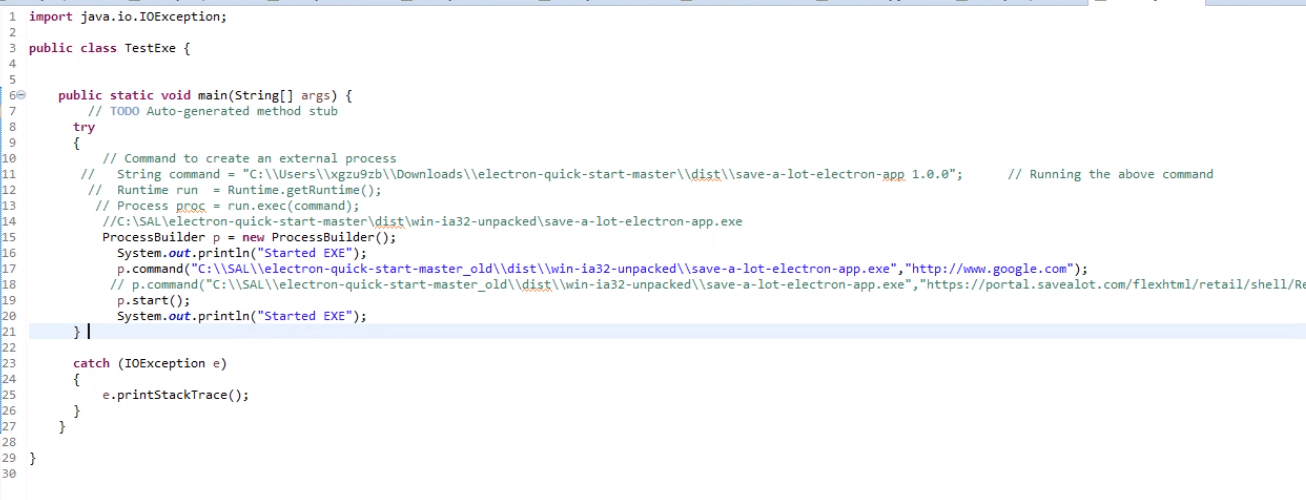 1 import java.io.IOException;
2
3 public class TestExe {
4
5
6 public static void main(String[] args) {
7 // TODO Auto-generated method stub
8 try
9 {
10 // Command to create an external process
11 // String command = "C:\\Users\\xgzu9zb\\Downloads\\electron-quick-start-master\\dist\\save-a-lot-electron-app 1.0.0"; // Running the above command
12 // Runtime run = Runtime.getRuntime();
13 // Process proc = run.exec(command);
14 //C:\SAL\electron-quick-start-master\dist\win-ia32-unpacked\save-a-lot-electron-app.exe
15 ProcessBuilder p = new ProcessBuilder();
16 System.out.println("Started EXE");
17 p.command("C:\\SAL\\electron-quick-start-master_old\\dist\\win-ia32-unpacked\\save-a-lot-electron-app.exe","http://www.google.com");
18 // p.command("C:\\SAL\\electron-quick-start-master_old\\dist\\win-ia32-unpacked\\save-a-lot-electron-app.exe","https://portal.savealot.com/flexhtml/retail/shell/Re
19 p.start();
20 System.out.println("Started EXE");
21 }
22
23 catch (IOException e)
24 {
25 e.printStackTrace();
26 }
27 }
28
29 }
30